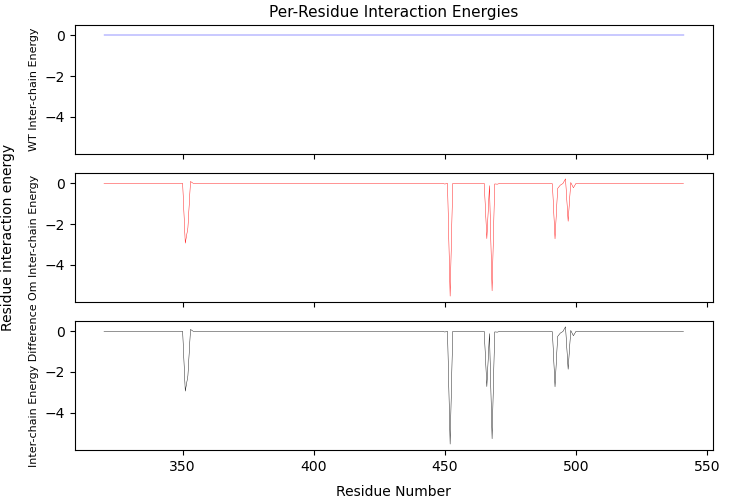 Per-Residue Interaction Energies
Residue interaction energy
WT Inter-chain Energy
0
−2
−4
Om Inter-chain Energy
0
−2
−4
Inter-chain Energy Difference
0
−2
−4
350
400
450
500
550
Residue Number